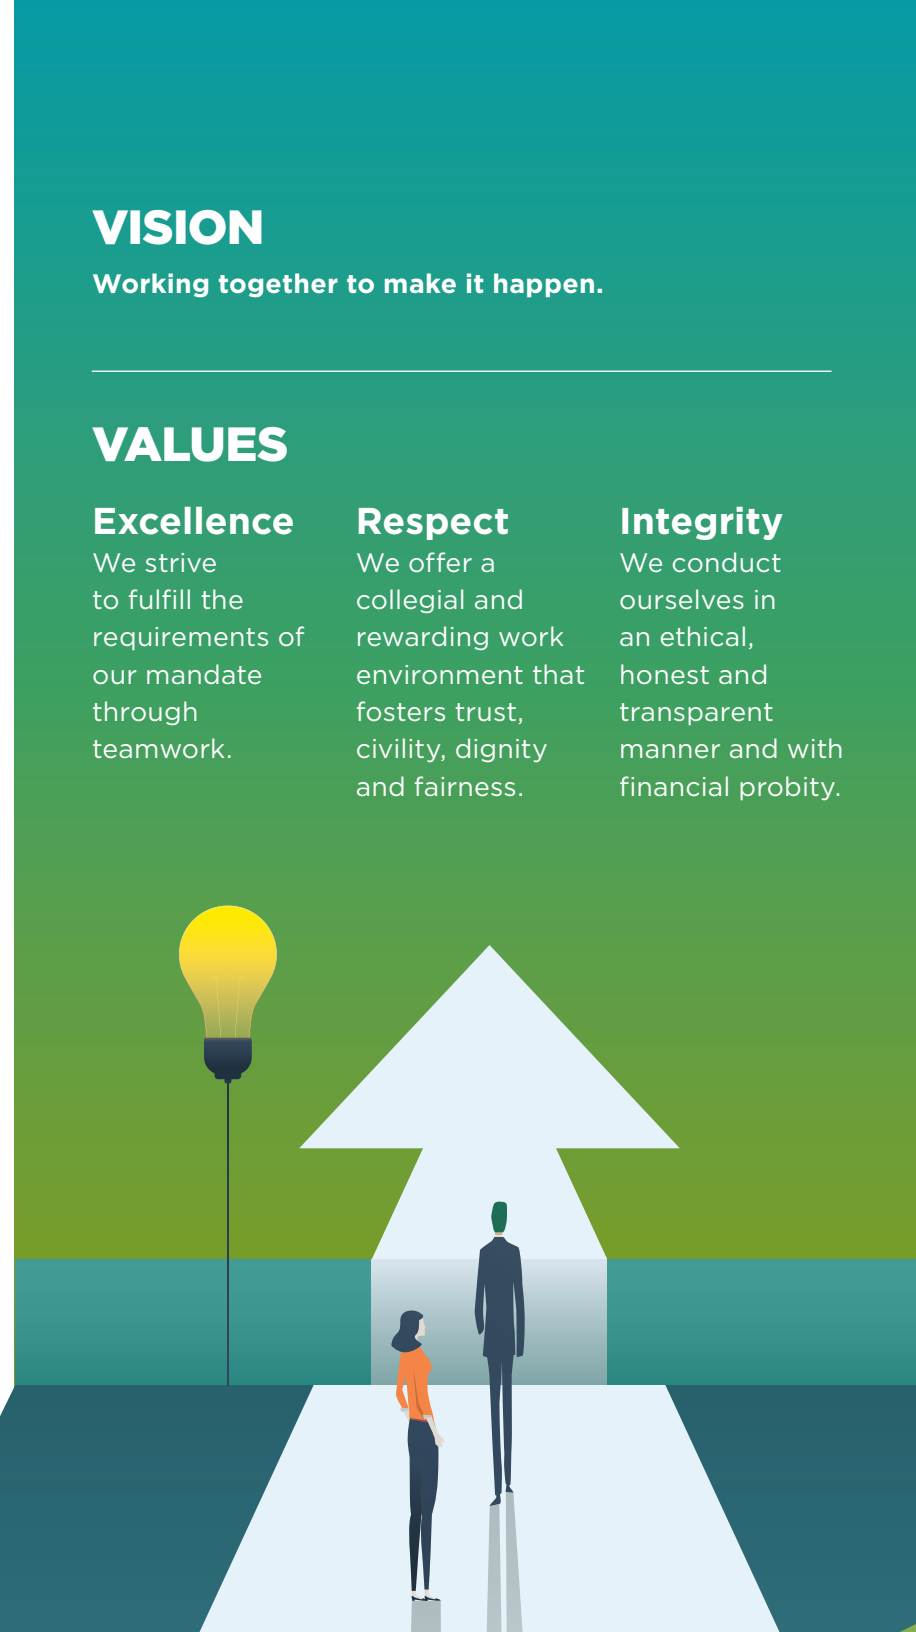 VISION
Working together to make it happen.
VALUES
Excellence
We strive
to fulfill the
requirements of
our mandate
through
teamwork.
Respect
We offer a
collegial and
rewarding work
environment that
fosters trust,
civility, dignity
and fairness.
Integrity
We conduct
ourselves in
an ethical,
honest and
transparent
manner and with
financial probity.